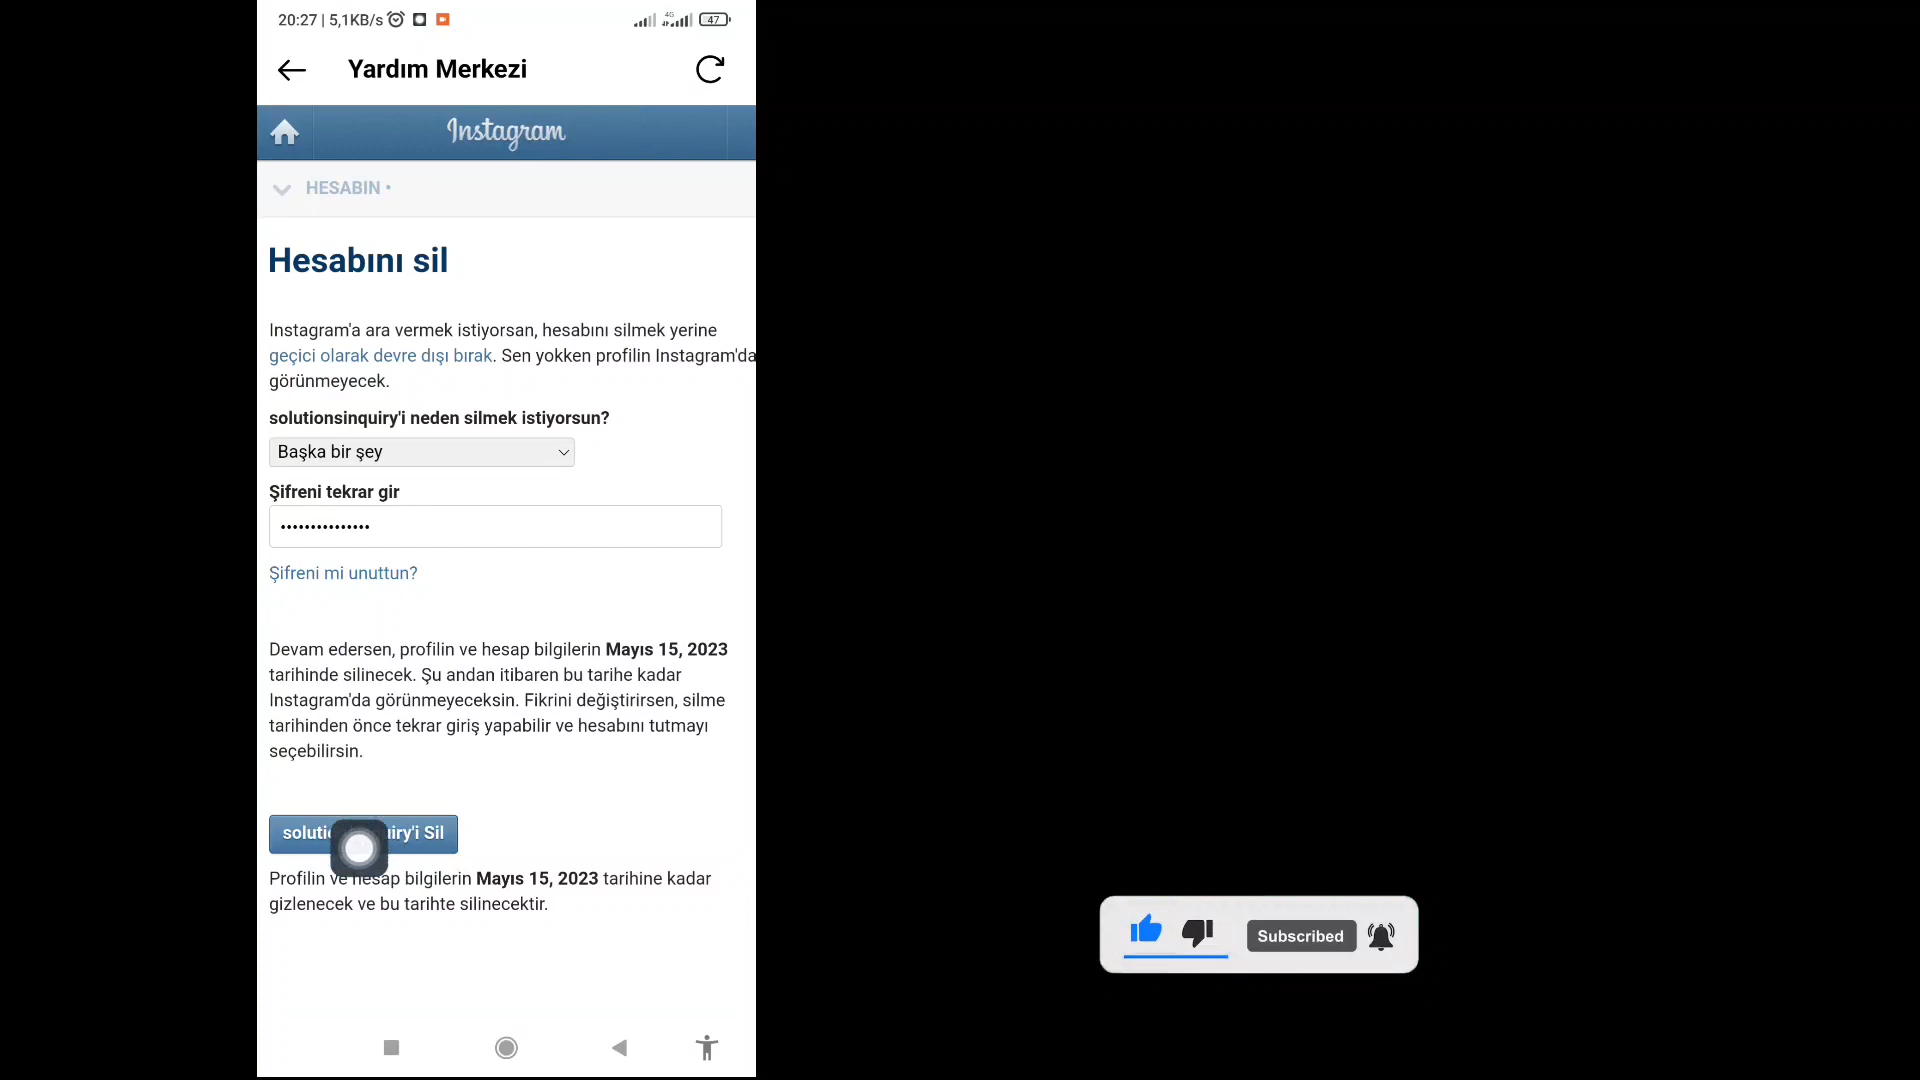 20:27 | 5,1KB/s
4G
47
Yardım Merkezi
Instagram
HESABIN •
Hesabını sil
Instagram'a ara vermek istiyorsan, hesabını silmek yerine
geçici olarak devre dışı bırak. Sen yokken profilin Instagram'da
görünmeyecek.
solutionsinquiry'i neden silmek istiyorsun?
Başka bir şey
Şifreni tekrar gir
Şifreni mi unuttun?
Devam edersen, profilin ve hesap bilgilerin Mayıs 15, 2023
tarihinde silinecek. Şu andan itibaren bu tarihe kadar
Instagram'da görünmeyeceksin. Fikrini değiştirirsen, silme
tarihinden önce tekrar giriş yapabilir ve hesabını tutmayı
seçebilirsin.
Sil
Profilin ve hesap bilgilerin Mayıs 15, 2023 tarihine kadar
gizlenecek ve bu tarihte silinecektir.
Subscribed